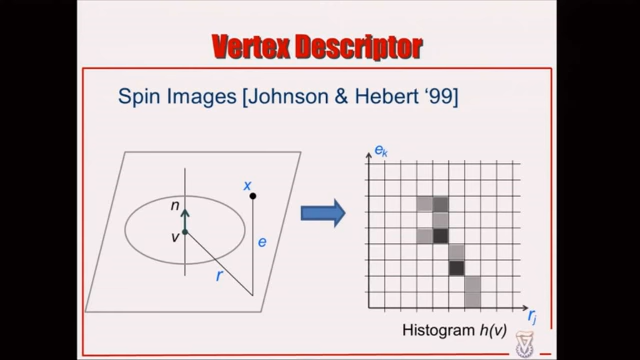 Vertex Descriptor
Spin Images [Johnson & Hebert ‘99]
e_k
x
n
v
e
r
r_j
Histogram h(v)